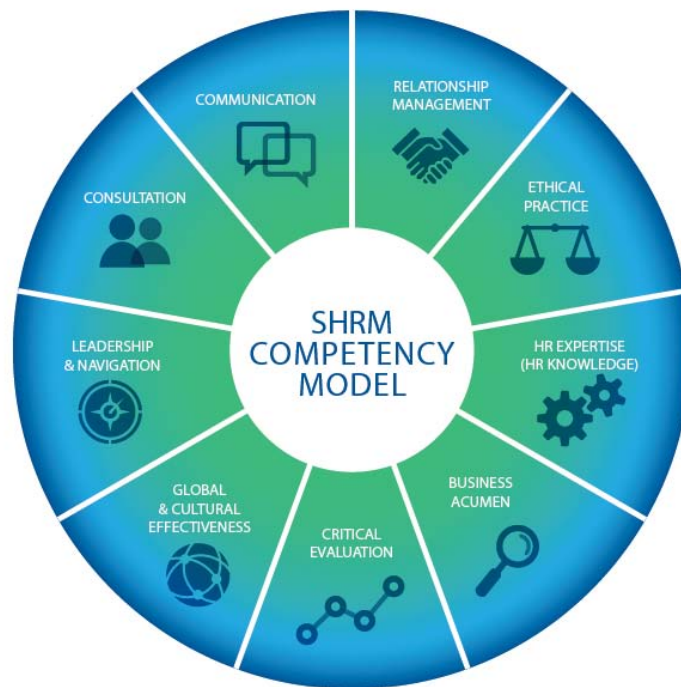 COMMUNICATION
RELATIONSHIP
MANAGEMENT
ETHICAL
PRACTICE
HR EXPERTISE
(HR KNOWLEDGE)
BUSINESS
ACUMEN
CRITICAL
EVALUATION
GLOBAL
& CULTURAL
EFFECTIVENESS
LEADERSHIP
& NAVIGATION
CONSULTATION
SHRM
COMPETENCY
MODEL